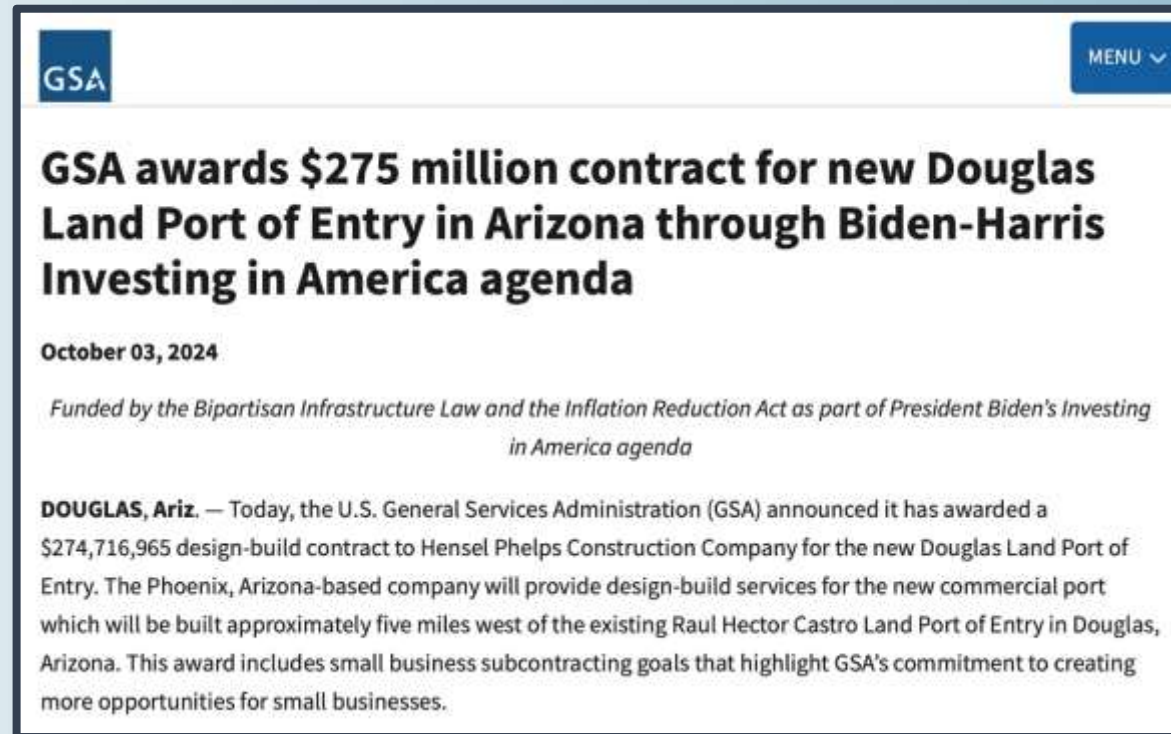 GSA
MENU
GSA awards $275 million contract for new Douglas
Land Port of Entry in Arizona through Biden-Harris
Investing in America agenda
October 03, 2024
Funded by the Bipartisan Infrastructure Law and the Inflation Reduction Act as part of President Biden's Investing
in America agenda
DOUGLAS, Ariz. — Today, the U.S. General Services Administration (GSA) announced it has awarded a
$274,716,965 design-build contract to Hensel Phelps Construction Company for the new Douglas Land Port of
Entry. The Phoenix, Arizona-based company will provide design-build services for the new commercial port
which will be built approximately five miles west of the existing Raul Hector Castro Land Port of Entry in Douglas,
Arizona. This award includes small business subcontracting goals that highlight GSA's commitment to creating
more opportunities for small businesses.